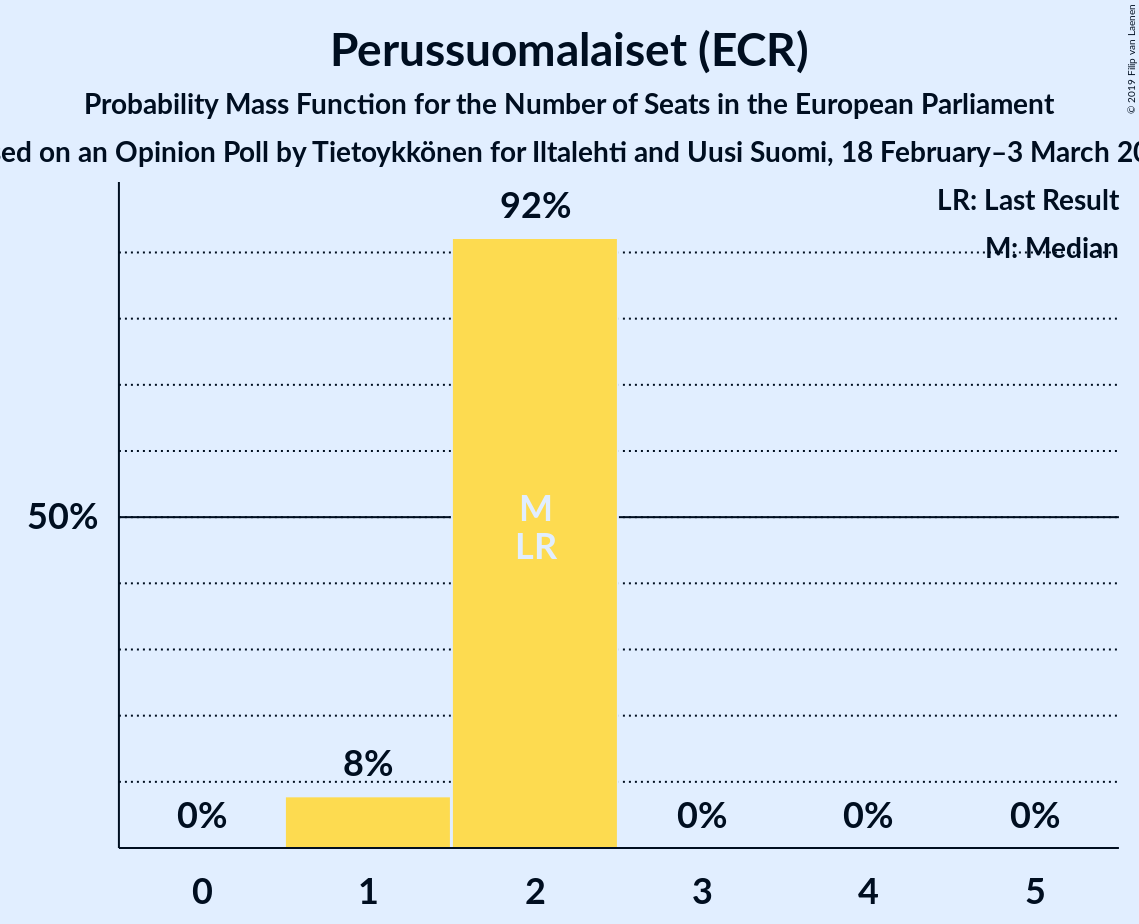 Perussuomalaiset (ECR)
Probability Mass Function for the Number of Seats in the European Parliament
on an Opinion Poll by Tietoykkönen for Iltalehti and Uusi Suomi, 18 February–3 March
© 2019 Filip van Laenen
LR: Last Result
M: Median
92%
50%
M
LR
8%
0%
0%
0%
0%
0 1 2 3 4 5